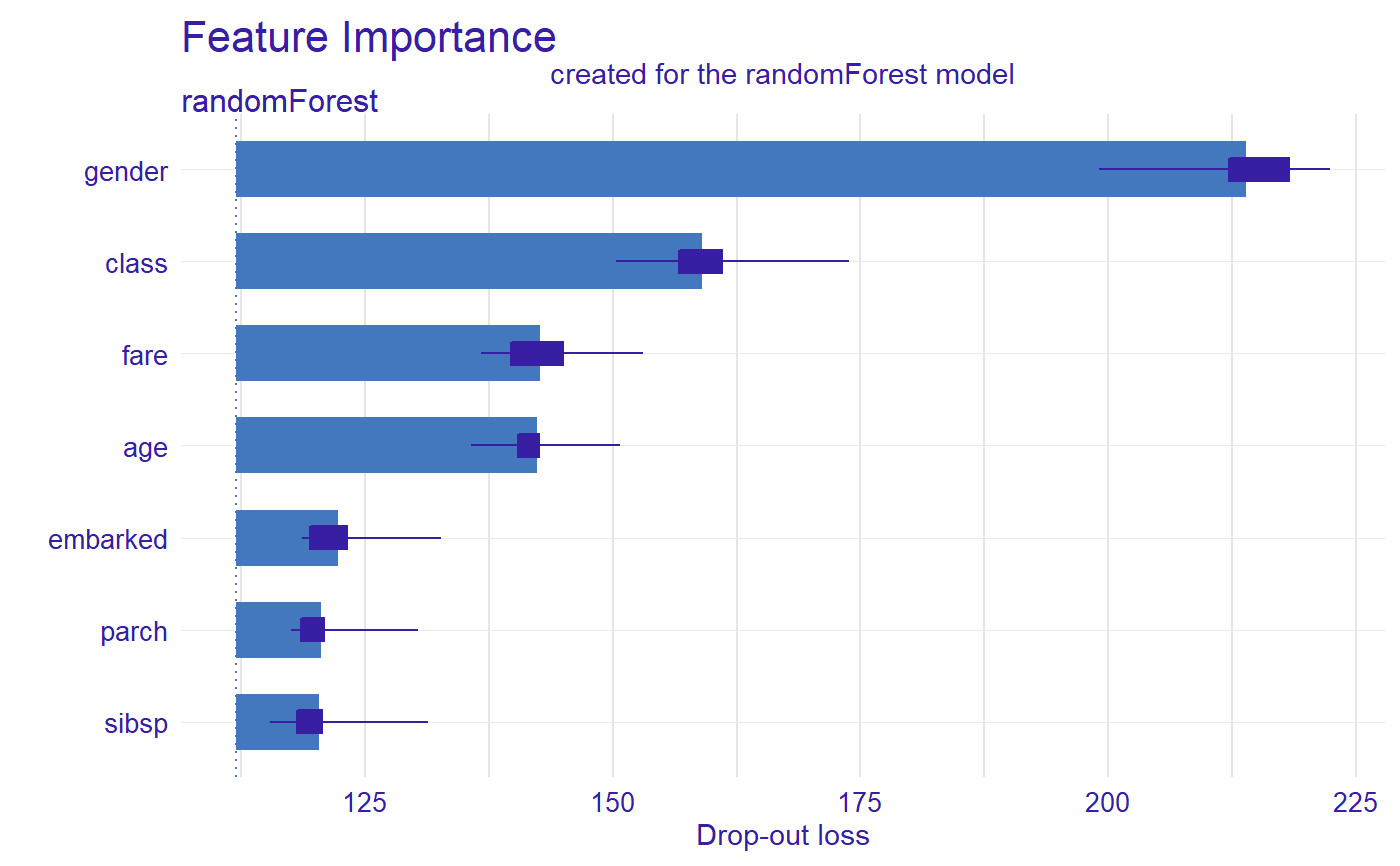 Feature Importance
created for the randomForest model
randomForest
gender
class
fare
age
embarked
parch
sibsp
125 150 175 200 225
Drop-out loss